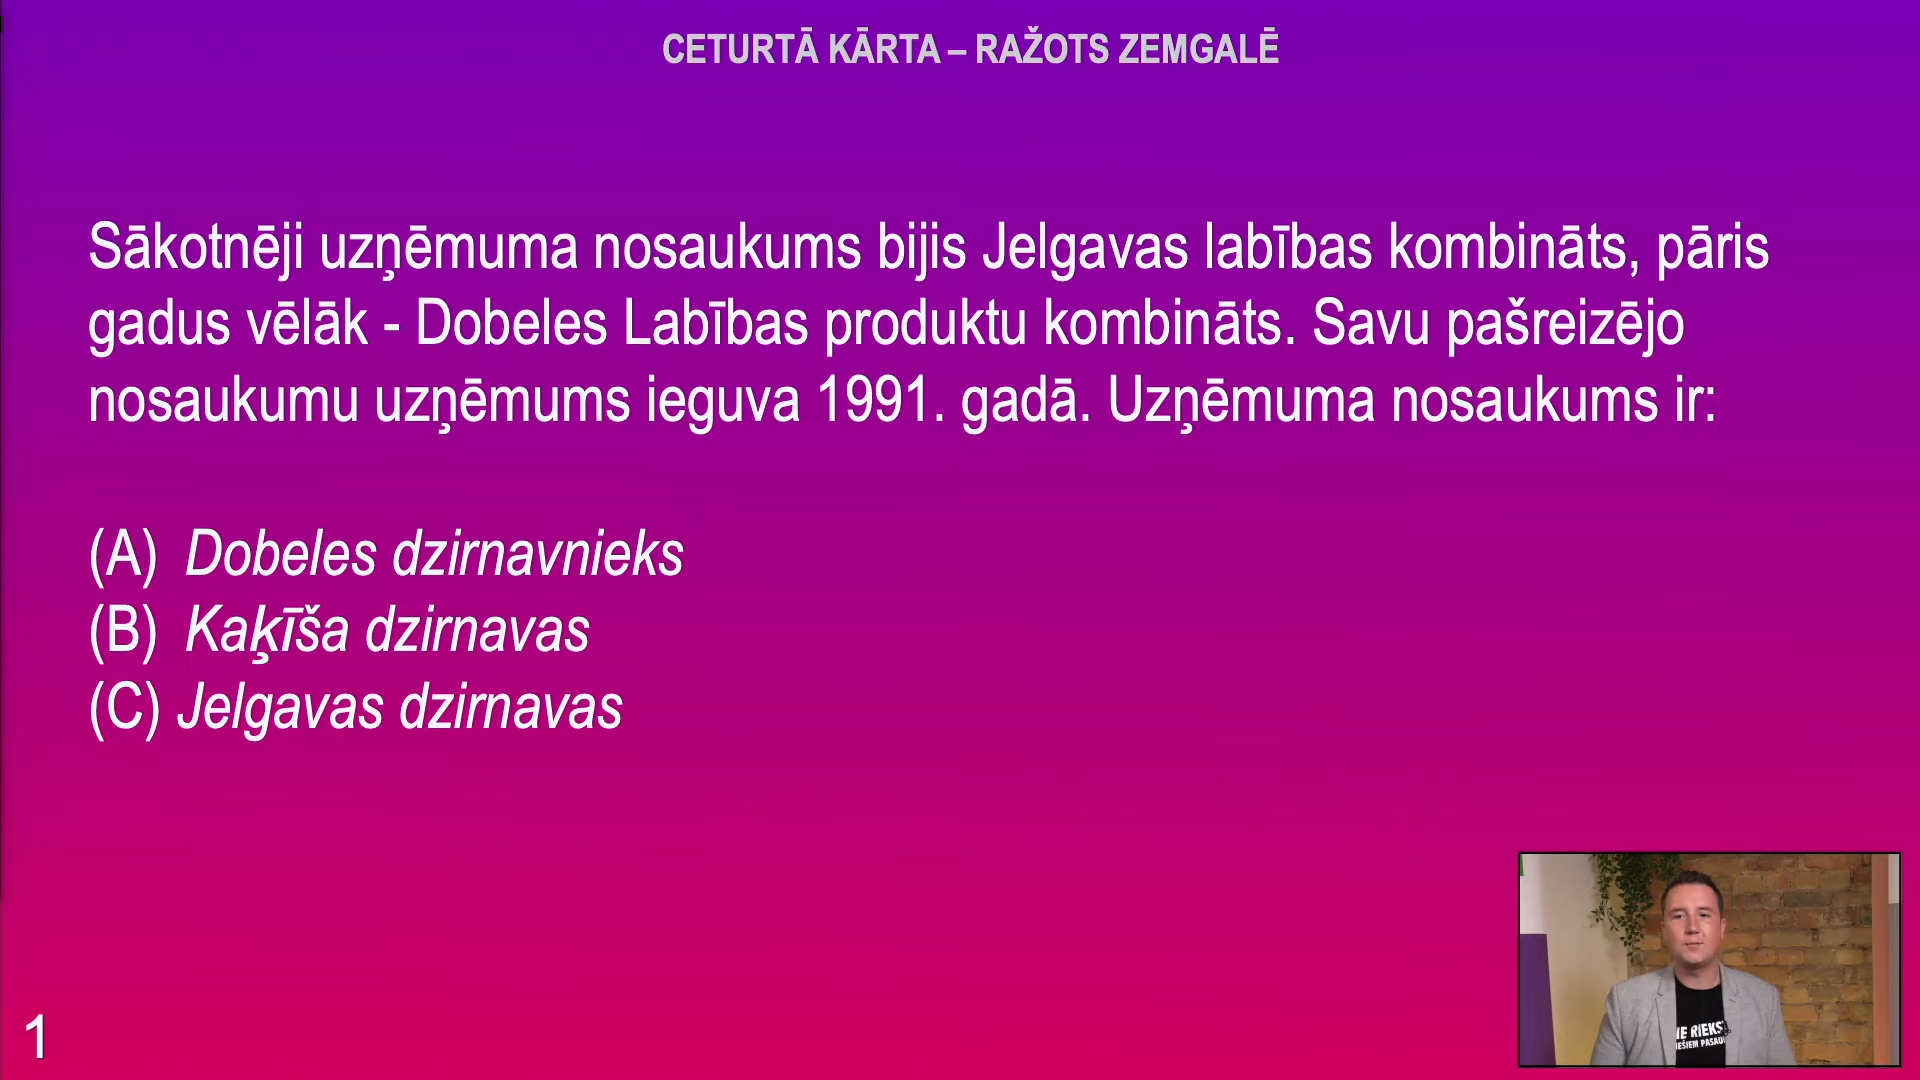 CETURTĀ KĀRTA – RAŽOTS ZEMGALĒ
Sākotnēji uzņēmuma nosaukums bijis Jelgavas labības kombināts, pāris
gadus vēlāk - Dobeles Labības produktu kombināts. Savu pašreizējo
nosaukumu uzņēmums ieguva 1991. gadā. Uzņēmuma nosaukums ir:
(A) Dobeles dzirnavnieks
(B) Kaķīša dzirnavas
(C) Jelgavas dzirnavas
1